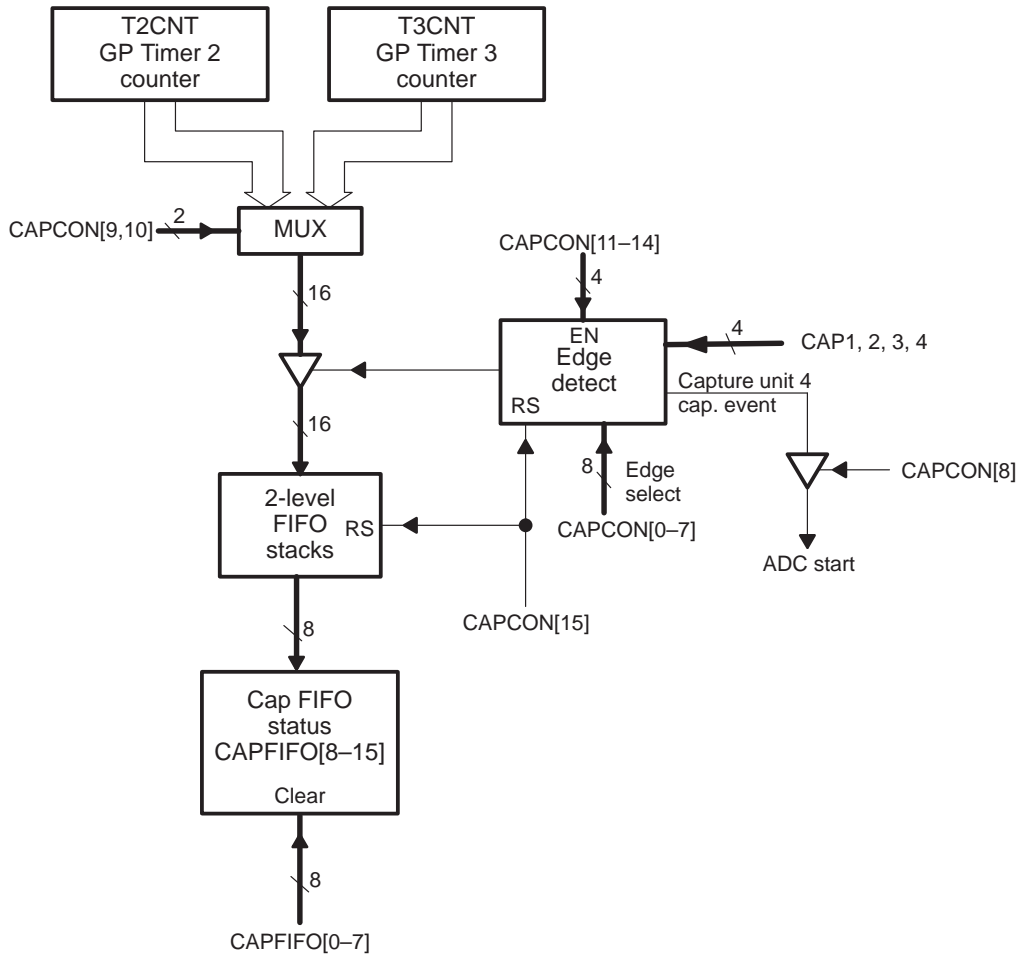 T2CNT
GP Timer 2
counter
T3CNT
GP Timer 3
counter
CAPCON[9,10]
2
MUX
16
CAPCON[11–14]
4
EN
Edge
detect
RS
4
CAP1, 2, 3, 4
Capture unit 4
cap. event
CAPCON[8]
ADC start
16
8
Edge
select
CAPCON[0–7]
2-level
FIFO
stacks
RS
CAPCON[15]
8
Cap FIFO
status
CAPFIFO[8–15]
Clear
8
CAPFIFO[0–7]